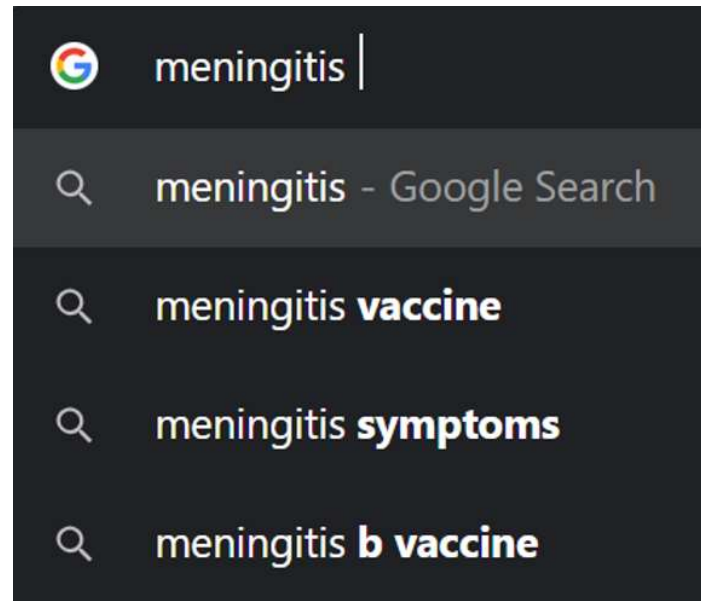 meningitis
meningitis - Google Search
meningitis vaccine
meningitis symptoms
meningitis b vaccine